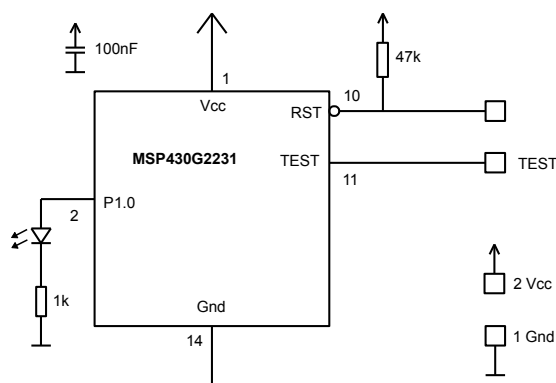 100nF
1
Vcc
47k
10
RST
MSP430G2231
TEST
TEST
11
2
P1.0
1k
Gnd
14
2 Vcc
1 Gnd